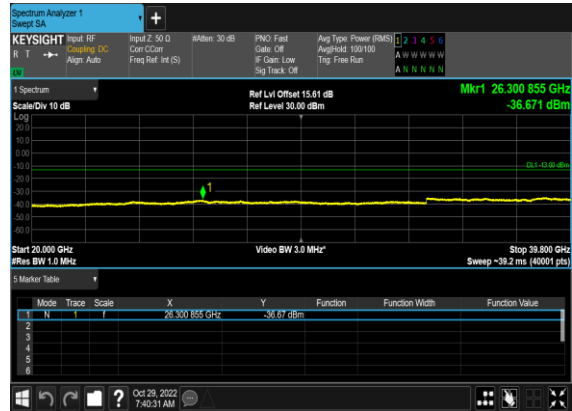 Spectrum Analyzer 1
Swept SA
+
KEYSIGHT
R T
Input: RF
Coupling: DC
Align: Auto
Input Z: 50 Ω
Corr CCorr
Freq Ref: Int (S)
#Atten: 30 dB
PNO: Fast
Gate: Off
IF Gain: Low
Sig Track: Off
Avg Type: Power (RMS)
Avg|Hold: 100/100
Trig: Free Run
1 2 3 4 5 6
A W W W W W
A N N N N N
1 Spectrum
Scale/Div 10 dB
Ref Lvl Offset 15.61 dB
Ref Level 30.00 dBm
Mkr1 26.300 855 GHz
-36.671 dBm
Log
20.0
10.0
0.00
-10.0
-20.0
-30.0
-40.0
-50.0
-60.0
DL1 -13.00 dBm
1
Start 20.000 GHz
#Res BW 1.0 MHz
Video BW 3.0 MHz*
Stop 39.800 GHz
Sweep ~39.2 ms (40001 pts)
5 Marker Table
Mode Trace Scale X Y Function Function Width Function Value
1 N 1 f 26.300 855 GHz -36.67 dBm
2
3
4
5
6
?
Oct 29, 2022
7:40:31 AM